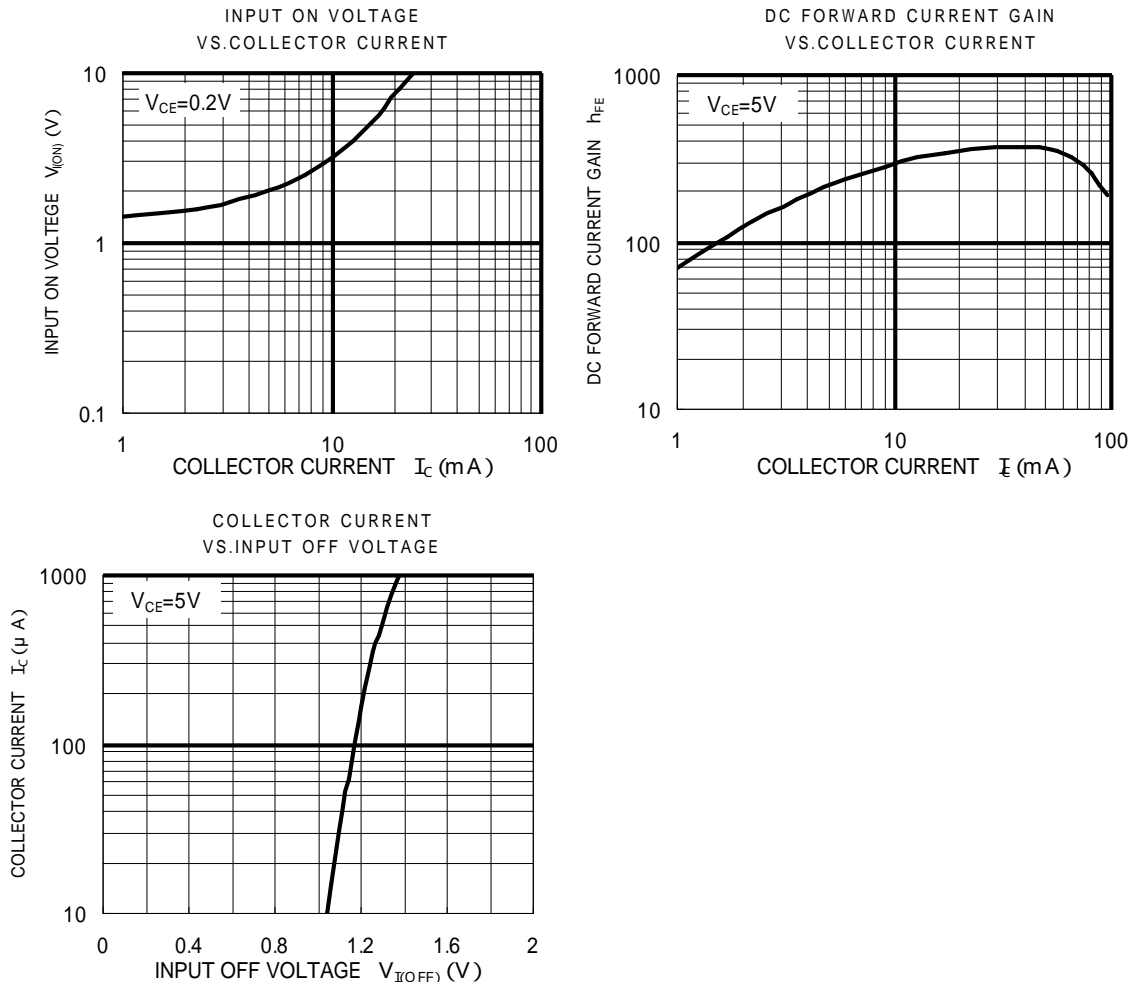 INPUT ON VOLTAGE
VS.COLLECTOR CURRENT
10
1
0.1
VCE=0.2V
INPUT ON VOLTEGE VI(ON) (V)
1 10 100
COLLECTOR CURRENT IC (mA)
DC FORWARD CURRENT GAIN
VS.COLLECTOR CURRENT
1000
100
10
VCE=5V
DC FORWARD CURRENT GAIN hFE
1 10 100
COLLECTOR CURRENT IC (mA)
COLLECTOR CURRENT
VS.INPUT OFF VOLTAGE
1000
100
10
VCE=5V
COLLECTOR CURRENT IC (μ A)
0 0.4 0.8 1.2 1.6 2
INPUT OFF VOLTAGE VI(OFF) (V)